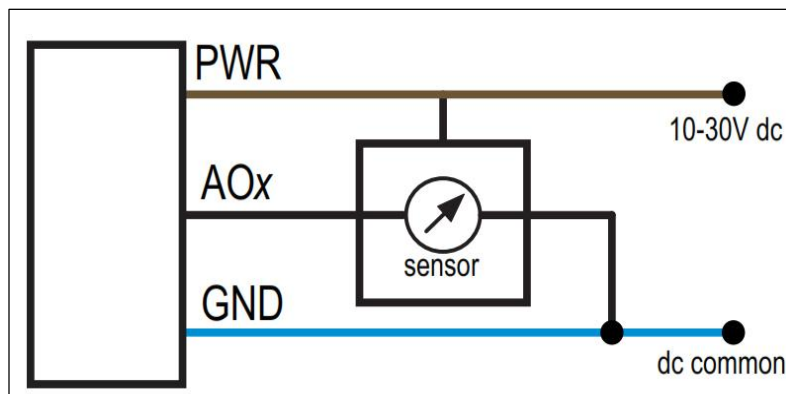 PWR
10-30V dc
AOx
sensor
GND
dc common